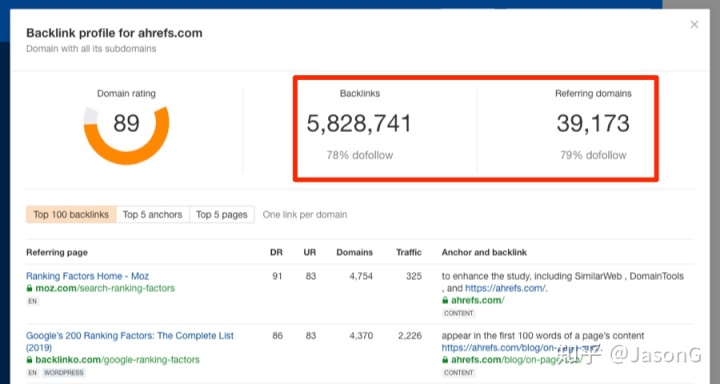 Backlink profile for ahrefs.com
Domain with all its subdomains
Domain rating
89
Backlinks
5,828,741
78% dofollow
Referring domains
39,173
79% dofollow
Top 100 backlinks Top 5 anchors Top 5 pages One link per domain
Referring page DR UR Domains Traffic Anchor and backlink
Ranking Factors Home - Moz 91 83 4,754 325 to enhance the study, including SimilarWeb , DomainTools
moz.com/search-ranking-factors , and https://ahrefs.com/.
EN ahrefs.com/
CONTENT
Google's 200 Ranking Factors: The Complete List 86 83 4,370 2,226 appear in the first 100 words of a page's content
(2019) https://ahrefs.com/blog/on-
backlinko.com/google-ranking-factors ahrefs.com/blog/on-
EN WORDPRESS CONTENT
知乎 @JasonG